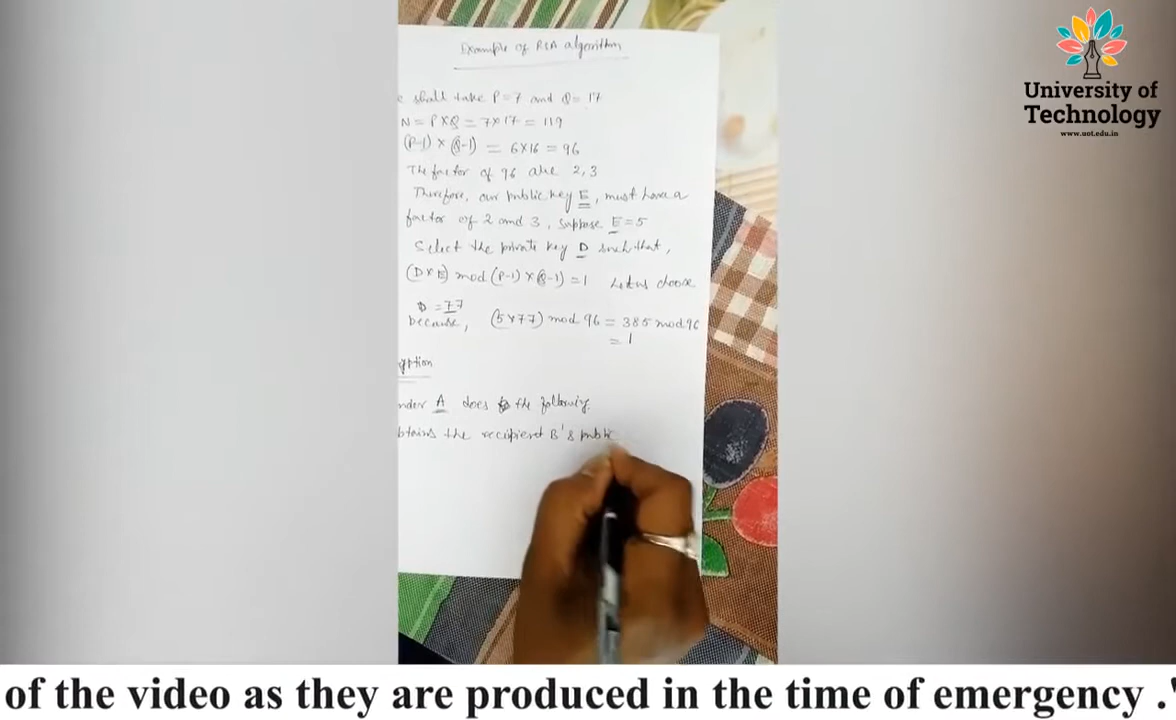 Example of RSA algorithm
e shall take P = 7 and Q = 17
N = P X Q = 7 X 17 = 119
(P-1) X (Q-1) = 6 X 16 = 96
The factor of 96 are 2, 3
Therefore, our public key E, must have a
factor of 2 and 3, suppose E = 5
Select the private key D such that,
(D X E) mod (P-1) X (Q-1) = 1 Let us choose
D = 77
because, (5 X 77) mod 96 = 385 mod 96
= 1
yption
nder A does the following.
btains the recipient B's public
University of
Technology
www.uot.edu.in
of the video as they are produced in the time of emergency ."